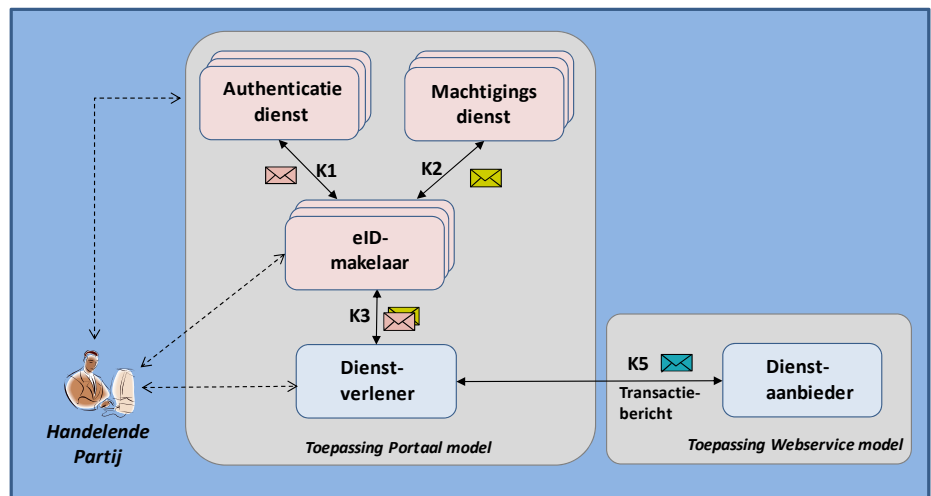 Authenticatie
dienst
Machtigings
dienst
K1
K2
eID-
makelaar
K3
Dienst-
verlener
K5
Transactie-
bericht
Dienst-
aanbieder
Handelende
Partij
Toepassing Portaal model
Toepassing Webservice model